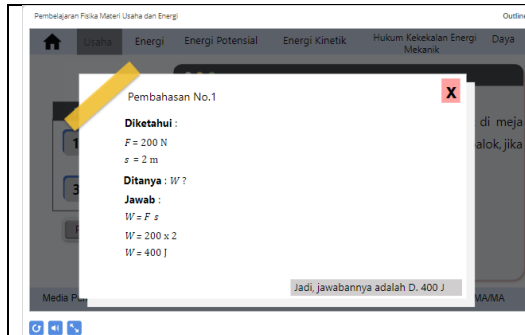 Pembelajaran Fisika Materi Usaha dan Energi
Outline
Usaha Energi Energi Potensial Energi Kinetik Hukum Kekekalan Energi Mekanik Daya
Pembahasan No.1
X
Diketahui :
F = 200 N
s = 2 m
Ditanya : W ?
Jawab :
W = F s
W = 200 x 2
W = 400 J
Jadi, jawabannya adalah D. 400 J
di meja
alok, jika
1
3
Media
MA/MA